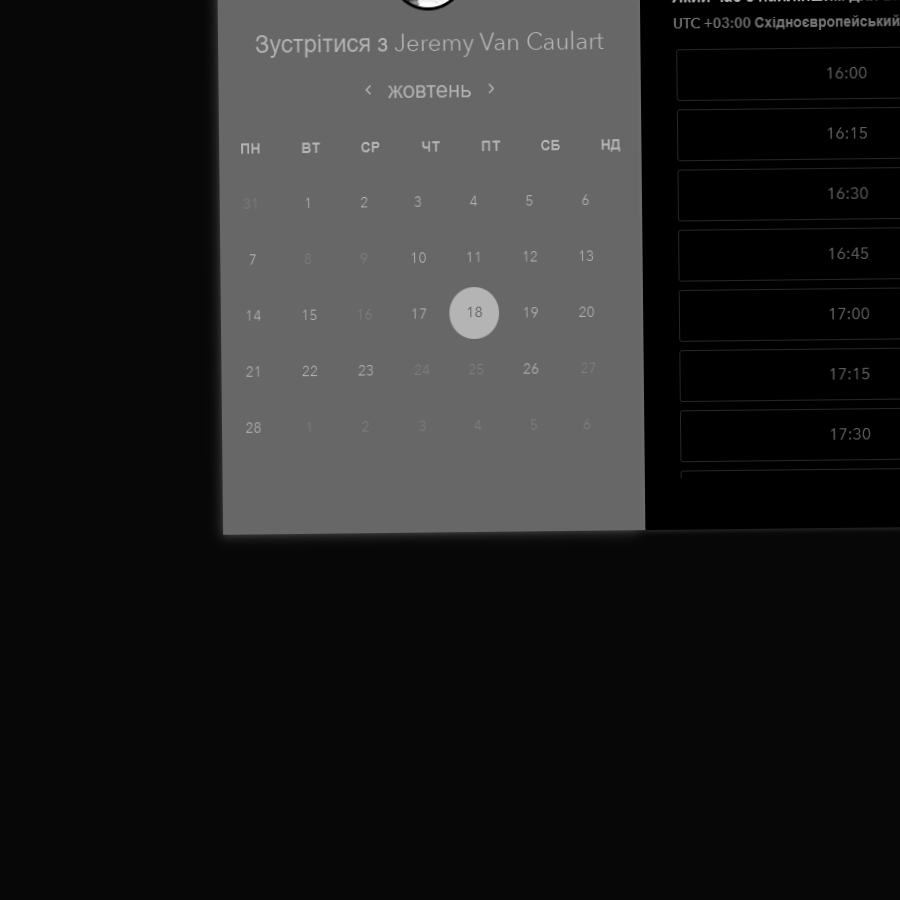 Зустрітися з Jeremy Van Caulart
‹ жовтень ›
ПН ВТ СР ЧТ ПТ СБ НД
31 1 2 3 4 5 6
7 8 9 10 11 12 13
14 15 16 17 18 19 20
21 22 23 24 25 26 27
28 1 2 3 4 5 6
UTC +03:00 Східноєвропейський
16:00
16:15
16:30
16:45
17:00
17:15
17:30